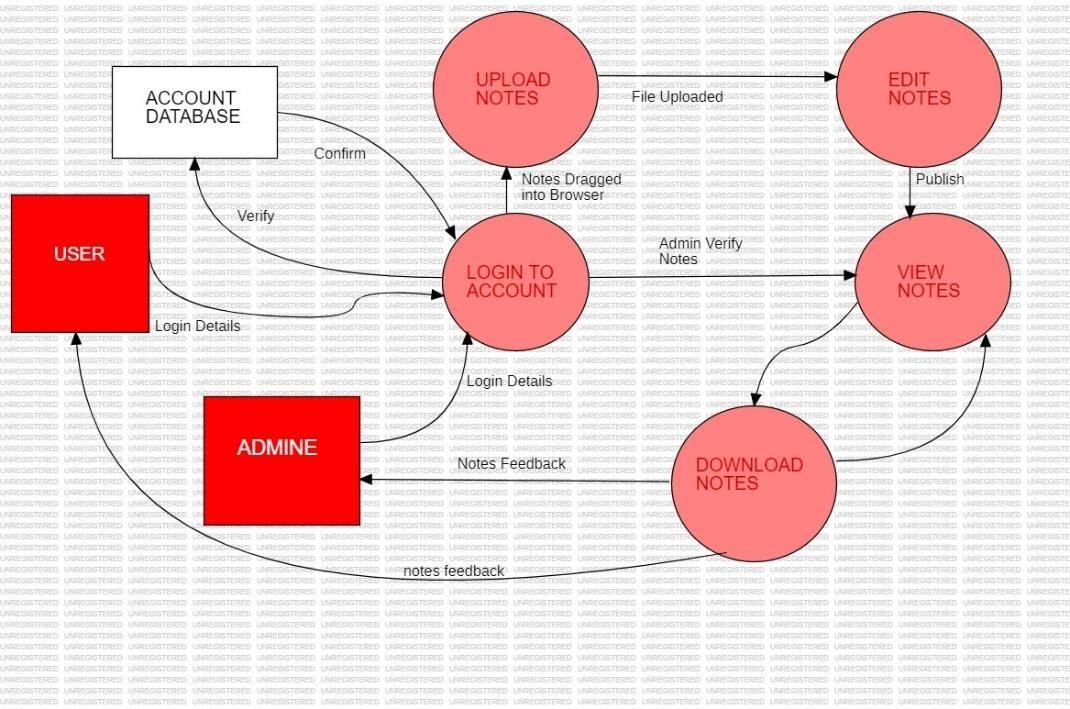 UPLOAD
NOTES
EDIT
NOTES
File Uploaded
ACCOUNT
DATABASE
Confirm
Notes Dragged
into Browser
Publish
Verify
USER
Admin Verify
Notes
LOGIN TO
ACCOUNT
VIEW
NOTES
Login Details
Login Details
ADMINE
Notes Feedback
DOWNLOAD
NOTES
notes feedback
UNREGISTERED